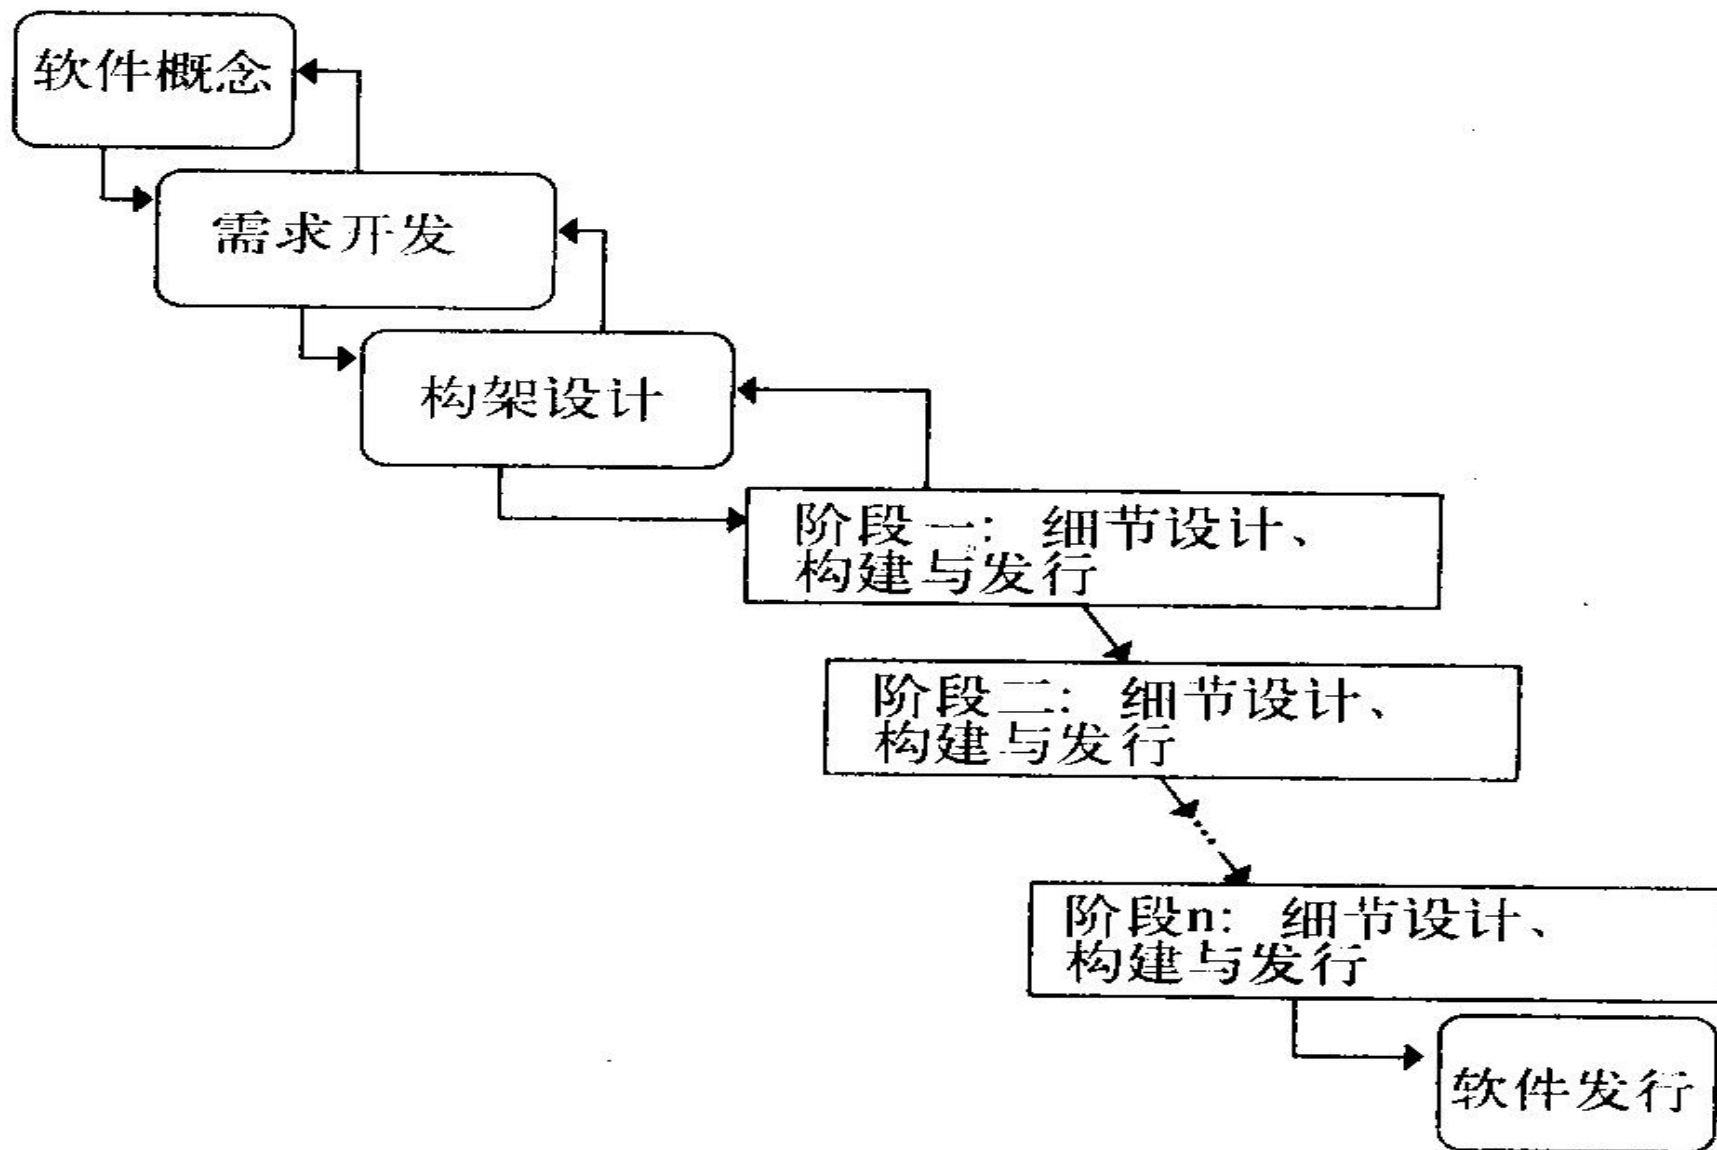 软件概念
需求开发
构架设计
阶段一: 细节设计、
构建与发行
阶段二: 细节设计、
构建与发行
阶段n: 细节设计、
构建与发行
软件发行